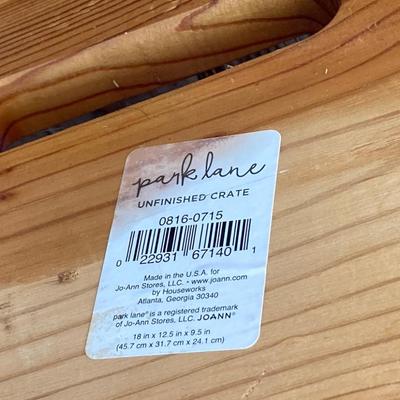 park lane
UNFINISHED CRATE
0816-0715
0 22931 67140 1
Made in the U.S.A. for
Jo-Ann Stores, LLC. • www.joann.com
by Houseworks
Atlanta, Georgia 30340
park lane® is a registered trademark
of Jo-Ann Stores, LLC. JOANN®
18 in x 12.5 in x 9.5 in
(45.7 cm x 31.7 cm x 24.1 cm)